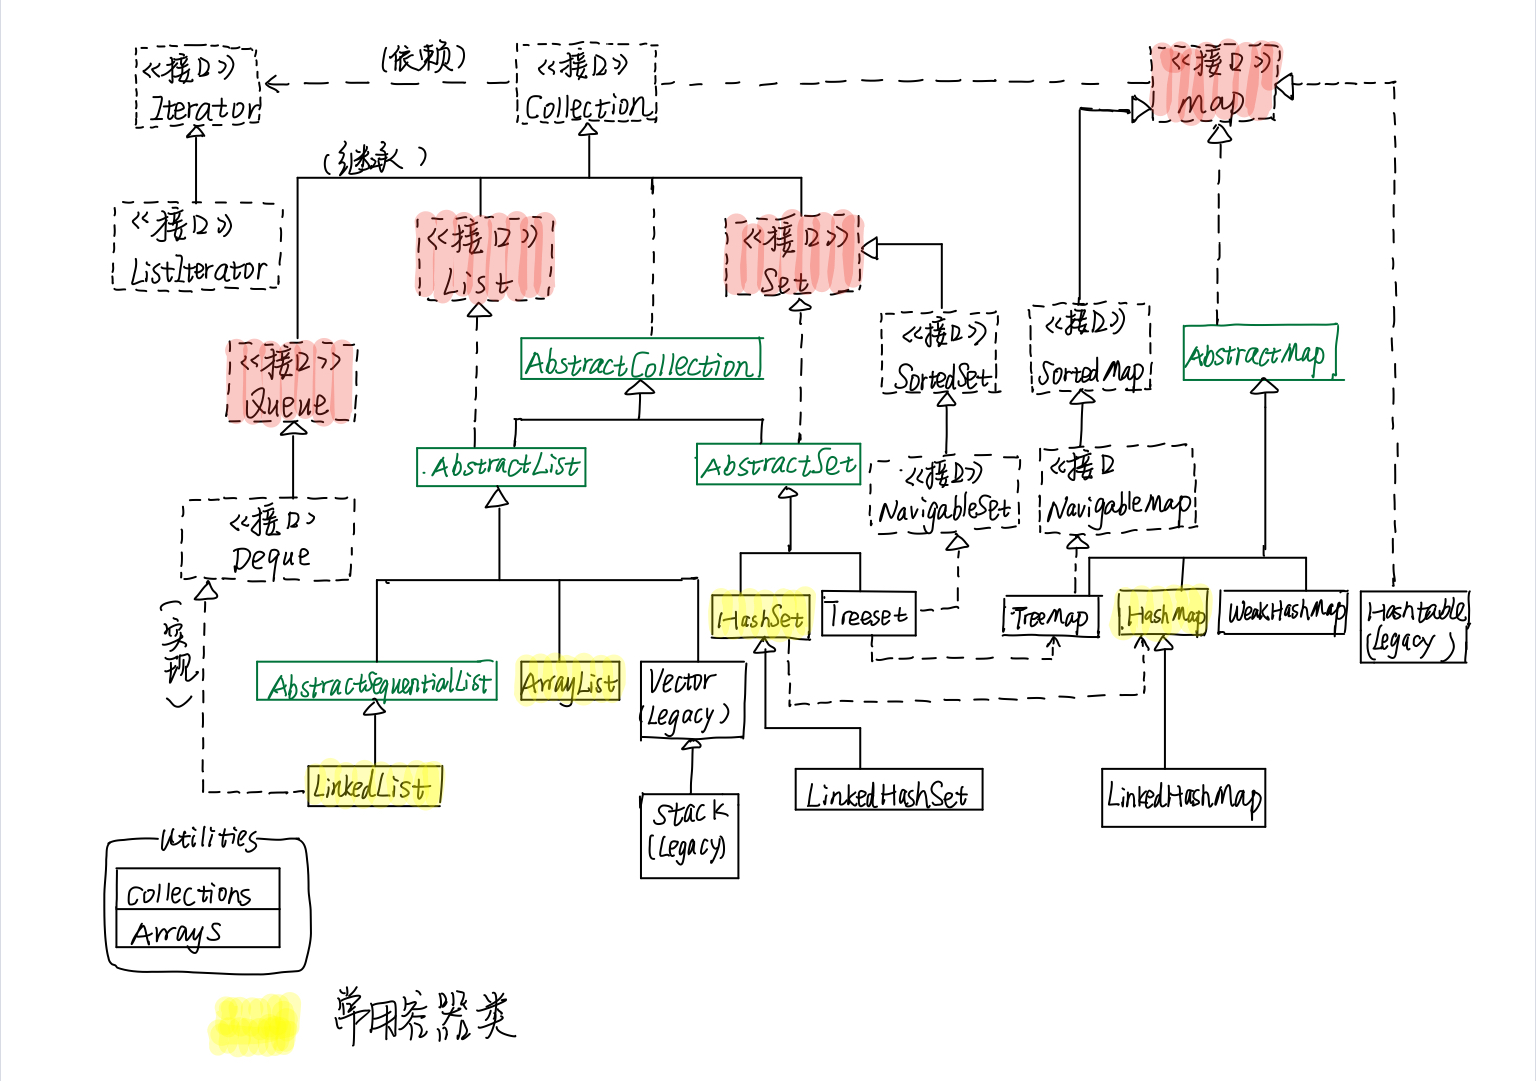 (依赖)
<<接口>>
Iterator
<<接口>>
Collection
<<接口>>
map
(继承)
<<接口>>
ListIterator
<<接口>>
List
<<接口>>
Set
<<接口>>
Queue
AbstractCollection
<<接口>>
SortedSet
<<接口>>
SortedMap
AbstractMap
.AbstractList
AbstractSet
<<接口>>
NavigableSet
<<接口
NavigableMap
<<接口>
Deque
(实现)
HashSet
Treeset
TreeMap
HashMap
WeakHashMap
Hashtable
(Legacy)
AbstractSequentialList
ArrayList
Vector
(Legacy)
LinkedList
Stack
(Legacy)
LinkedHashSet
LinkedHashMap
Utilities
Collections
Arrays
常用容器类